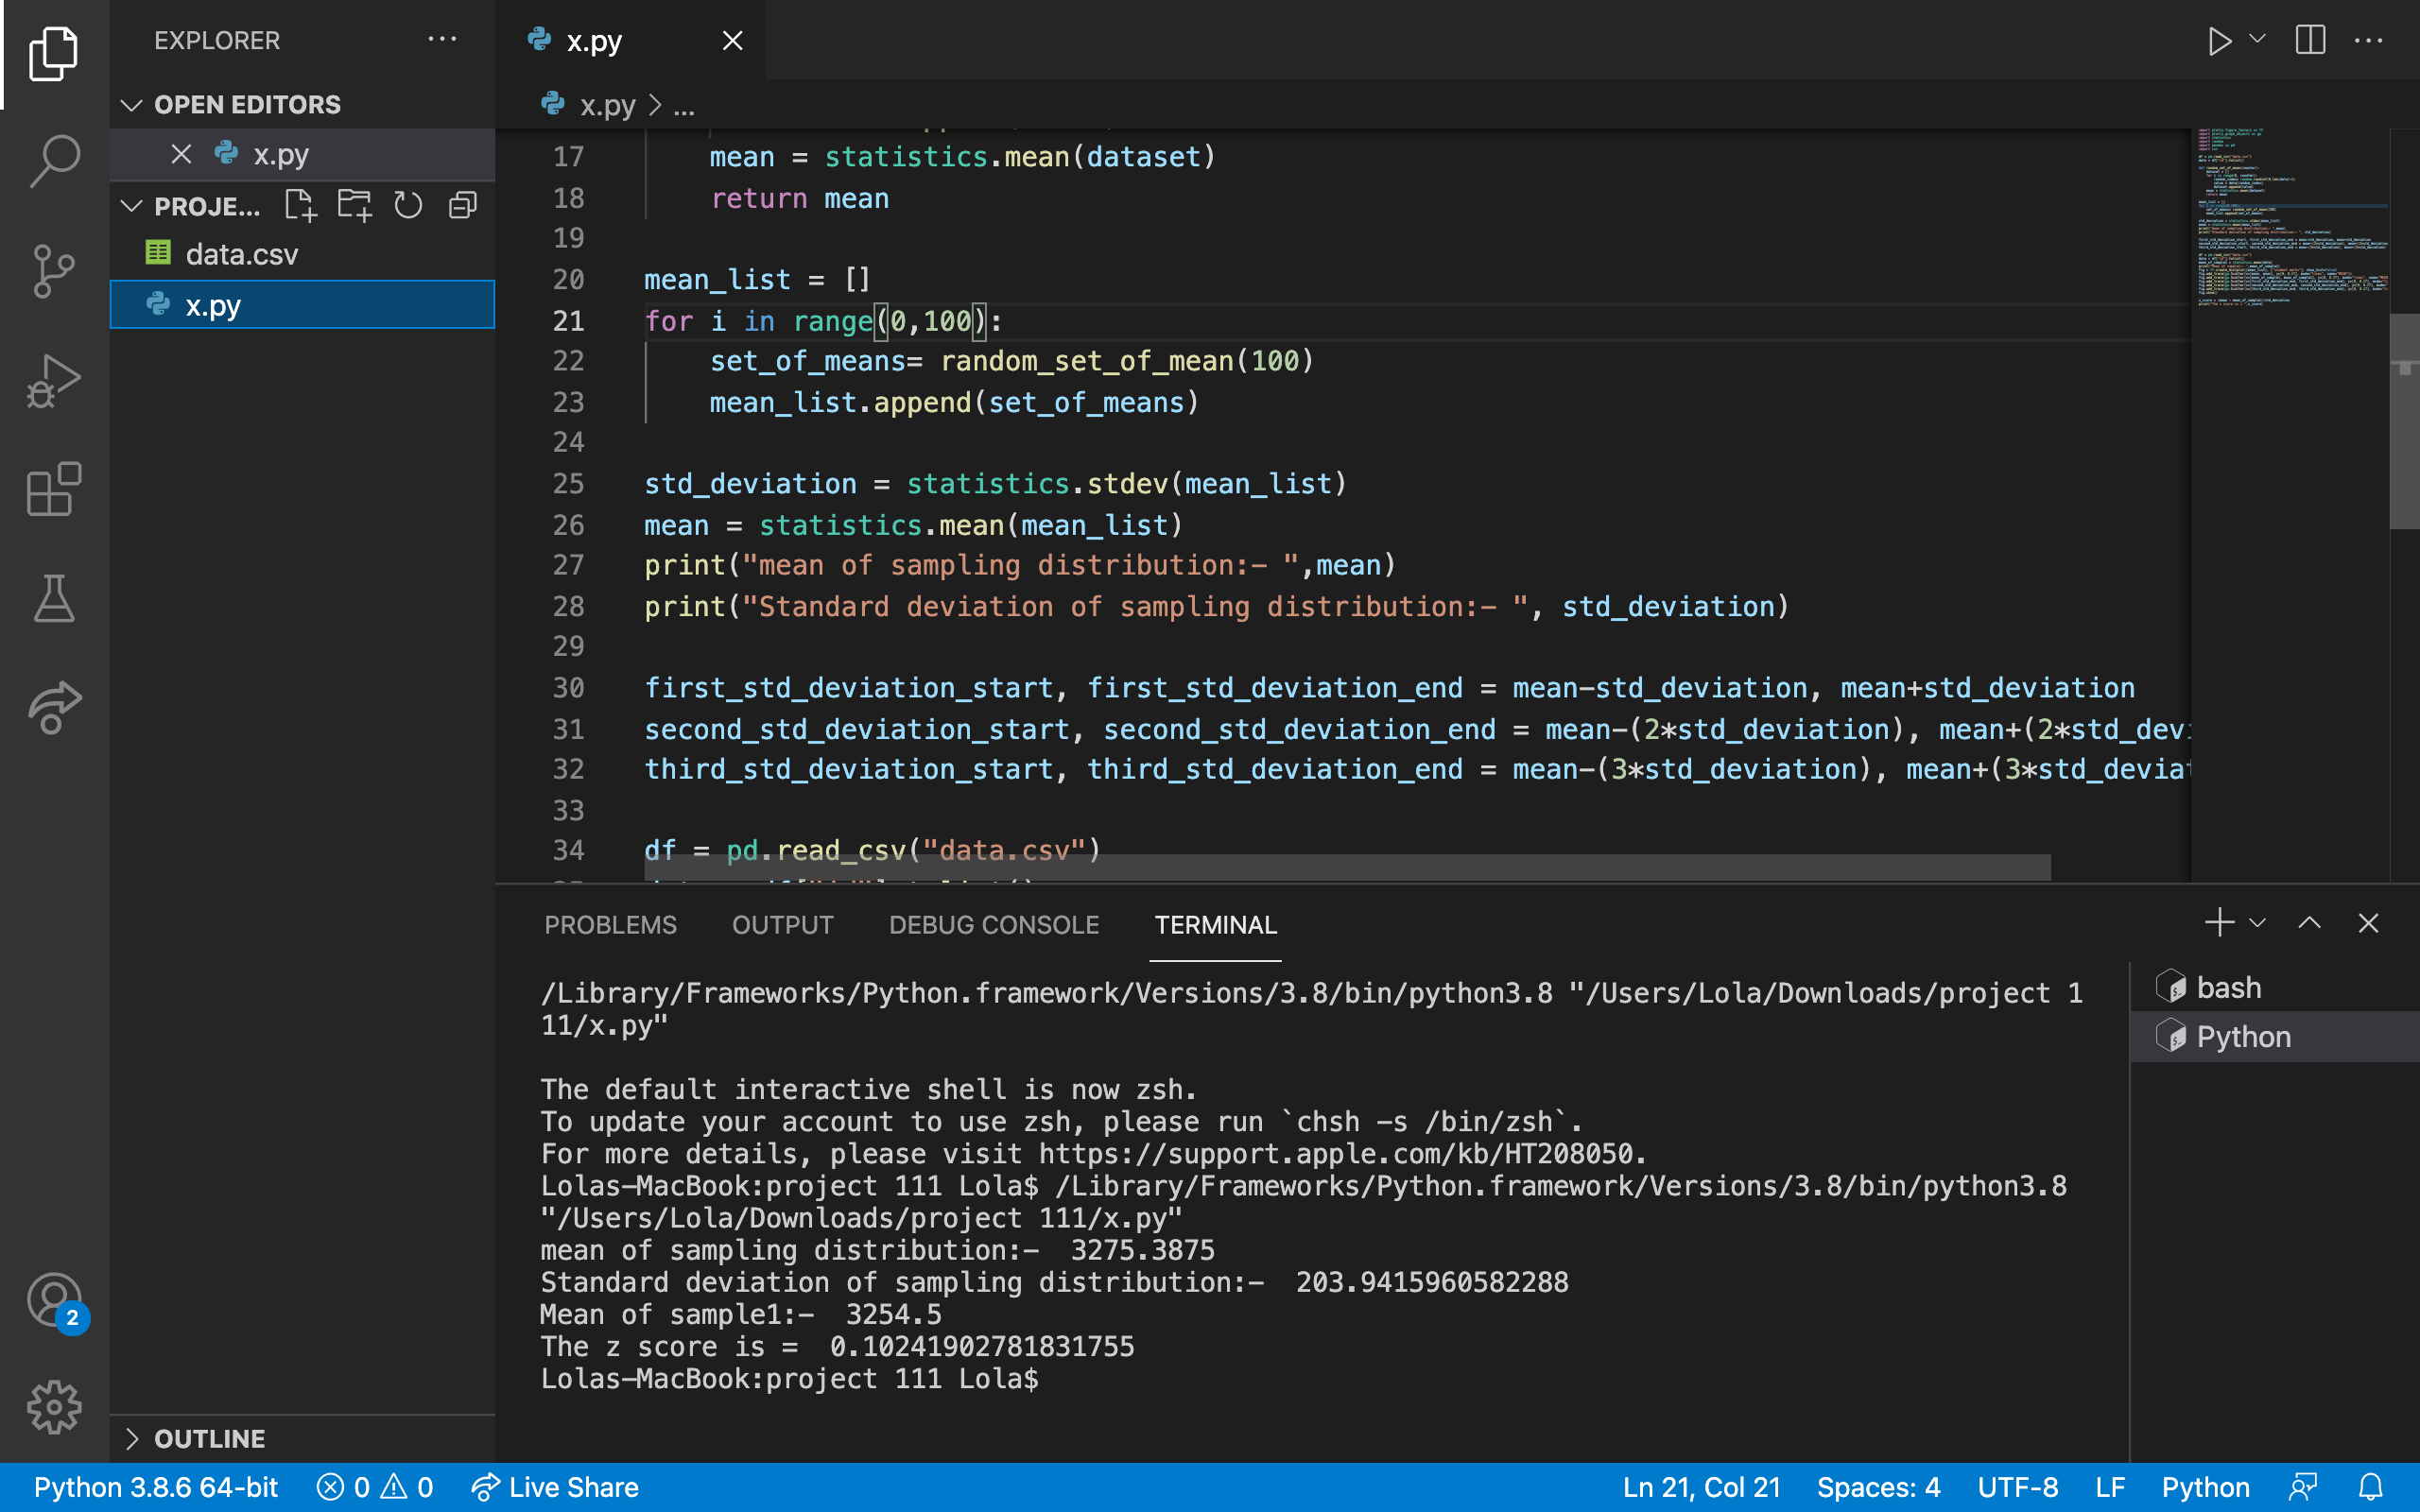 EXPLORER
OPEN EDITORS
x.py
PROJE...
data.csv
x.py
OUTLINE
x.py
x.py > ...
17 mean = statistics.mean(dataset)
18 return mean
19
20 mean_list = []
21 for i in range(0,100):
22 set_of_means= random_set_of_mean(100)
23 mean_list.append(set_of_means)
24
25 std_deviation = statistics.stdev(mean_list)
26 mean = statistics.mean(mean_list)
27 print("mean of sampling distribution:- ",mean)
28 print("Standard deviation of sampling distribution:- ", std_deviation)
29
30 first_std_deviation_start, first_std_deviation_end = mean-std_deviation, mean+std_deviation
31 second_std_deviation_start, second_std_deviation_end = mean-(2*std_deviation), mean+(2*std_devi
32 third_std_deviation_start, third_std_deviation_end = mean-(3*std_deviation), mean+(3*std_deviat
33
34 df = pd.read_csv("data.csv")
PROBLEMS OUTPUT DEBUG CONSOLE TERMINAL
/Library/Frameworks/Python.framework/Versions/3.8/bin/python3.8 "/Users/Lola/Downloads/project 1
11/x.py"
The default interactive shell is now zsh.
To update your account to use zsh, please run `chsh -s /bin/zsh`.
For more details, please visit https://support.apple.com/kb/HT208050.
Lolas-MacBook:project 111 Lola$ /Library/Frameworks/Python.framework/Versions/3.8/bin/python3.8
"/Users/Lola/Downloads/project 111/x.py"
mean of sampling distribution:-  3275.3875
Standard deviation of sampling distribution:-  203.9415960582288
Mean of sample1:-  3254.5
The z score is =  0.10241902781831755
Lolas-MacBook:project 111 Lola$
bash
Python
2
Python 3.8.6 64-bit 0 0 Live Share Ln 21, Col 21 Spaces: 4 UTF-8 LF Python